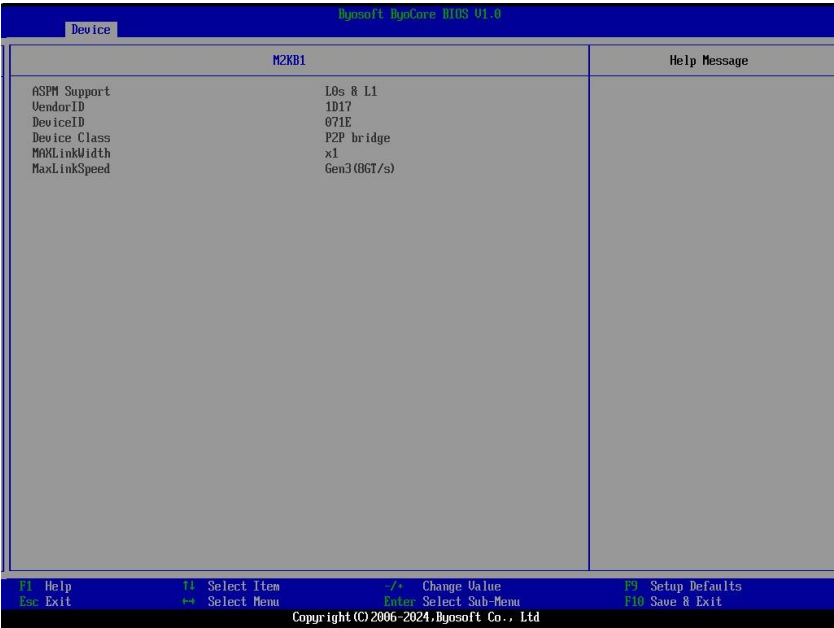 Byosoft ByoCore BIOS V1.0
Device
M2KB1
Help Message
ASPM Support L0s & L1
VendorID 1D17
DeviceID 071E
Device Class P2P bridge
MAXLinkWidth x1
MaxLinkSpeed Gen3(8GT/s)
F1 Help ↑↓ Select Item -/+ Change Value F9 Setup Defaults
Esc Exit ↔ Select Menu Enter Select Sub-Menu F10 Save & Exit
Copyright(C)2006-2024,Byosoft Co., Ltd